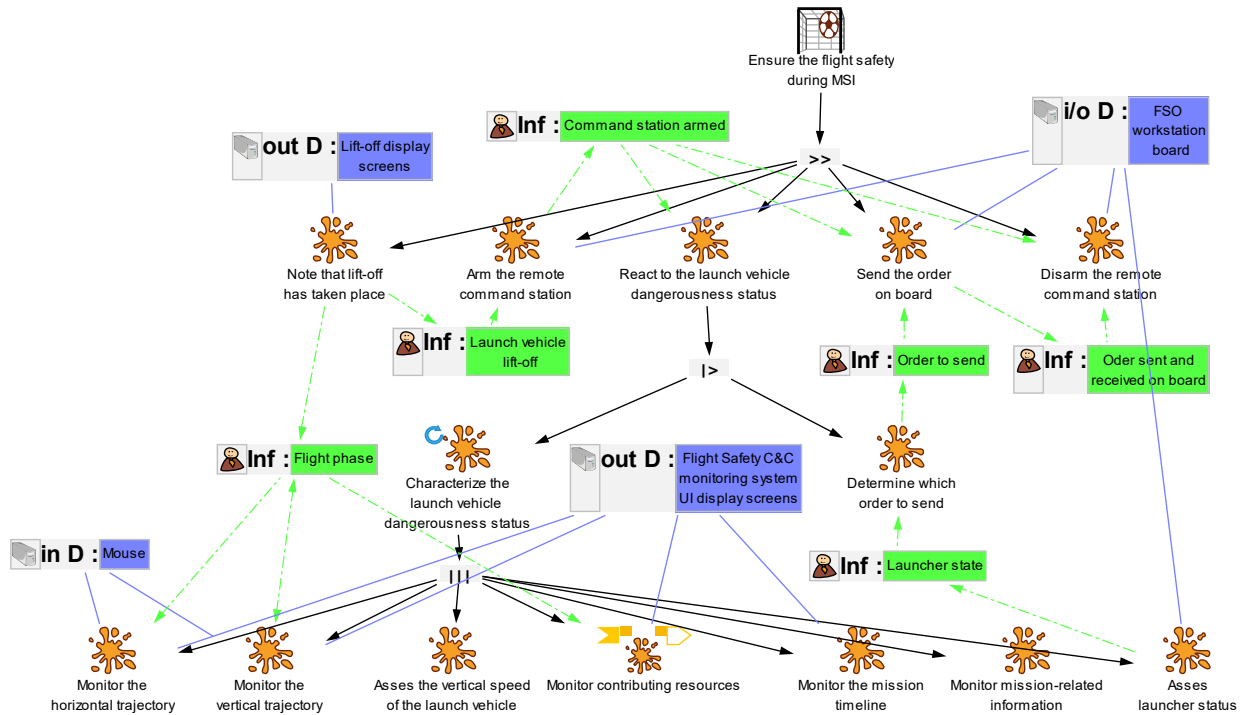 Ensure the flight safety
during MSI
Inf :
Command station armed
i/o D :
FSO
workstation
board
out D :
Lift-off display
screens
>>
Note that lift-off
has taken place
Arm the remote
command station
React to the launch vehicle
dangerousness status
Send the order
on board
Disarm the remote
command station
Inf :
Launch vehicle
lift-off
Inf :
Order to send
Inf :
Oder sent and
received on board
|>
Inf :
Flight phase
Characterize the
launch vehicle
dangerousness status
out D :
Flight Safety C&C
monitoring system
UI display screens
Determine which
order to send
in D :
Mouse
Inf :
Launcher state
|||
Monitor the
horizontal trajectory
Monitor the
vertical trajectory
Asses the vertical speed
of the launch vehicle
Monitor contributing resources
Monitor the mission
timeline
Monitor mission-related
information
Asses
launcher status